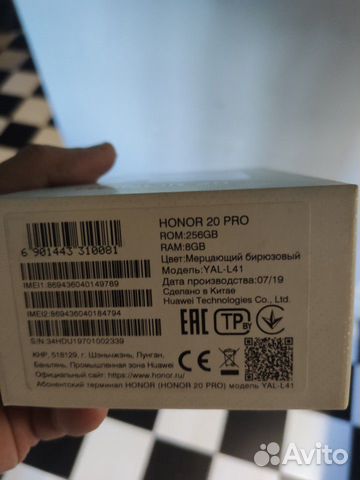 HONOR 20 PRO
ROM:256GB
RAM:8GB
Цвет:Мерцающий бирюзовый
Модель:YAL-L41
Дата производства:07/19
Сделано в Китае
Huawei Technologies Co., Ltd.
6 901443 310081
IMEI1:869436040149789
IMEI2:869436040184794
S/N:34HDU19701002339
EAC TP BY
КНР, 518129, г. Шэньчжэнь, Лунган,
Баньтянь, Промышленная зона Huawei
Официальный сайт: https://www.honor.ru/
Абонентский терминал HONOR (HONOR 20 PRO) модель YAL-L41
Avito